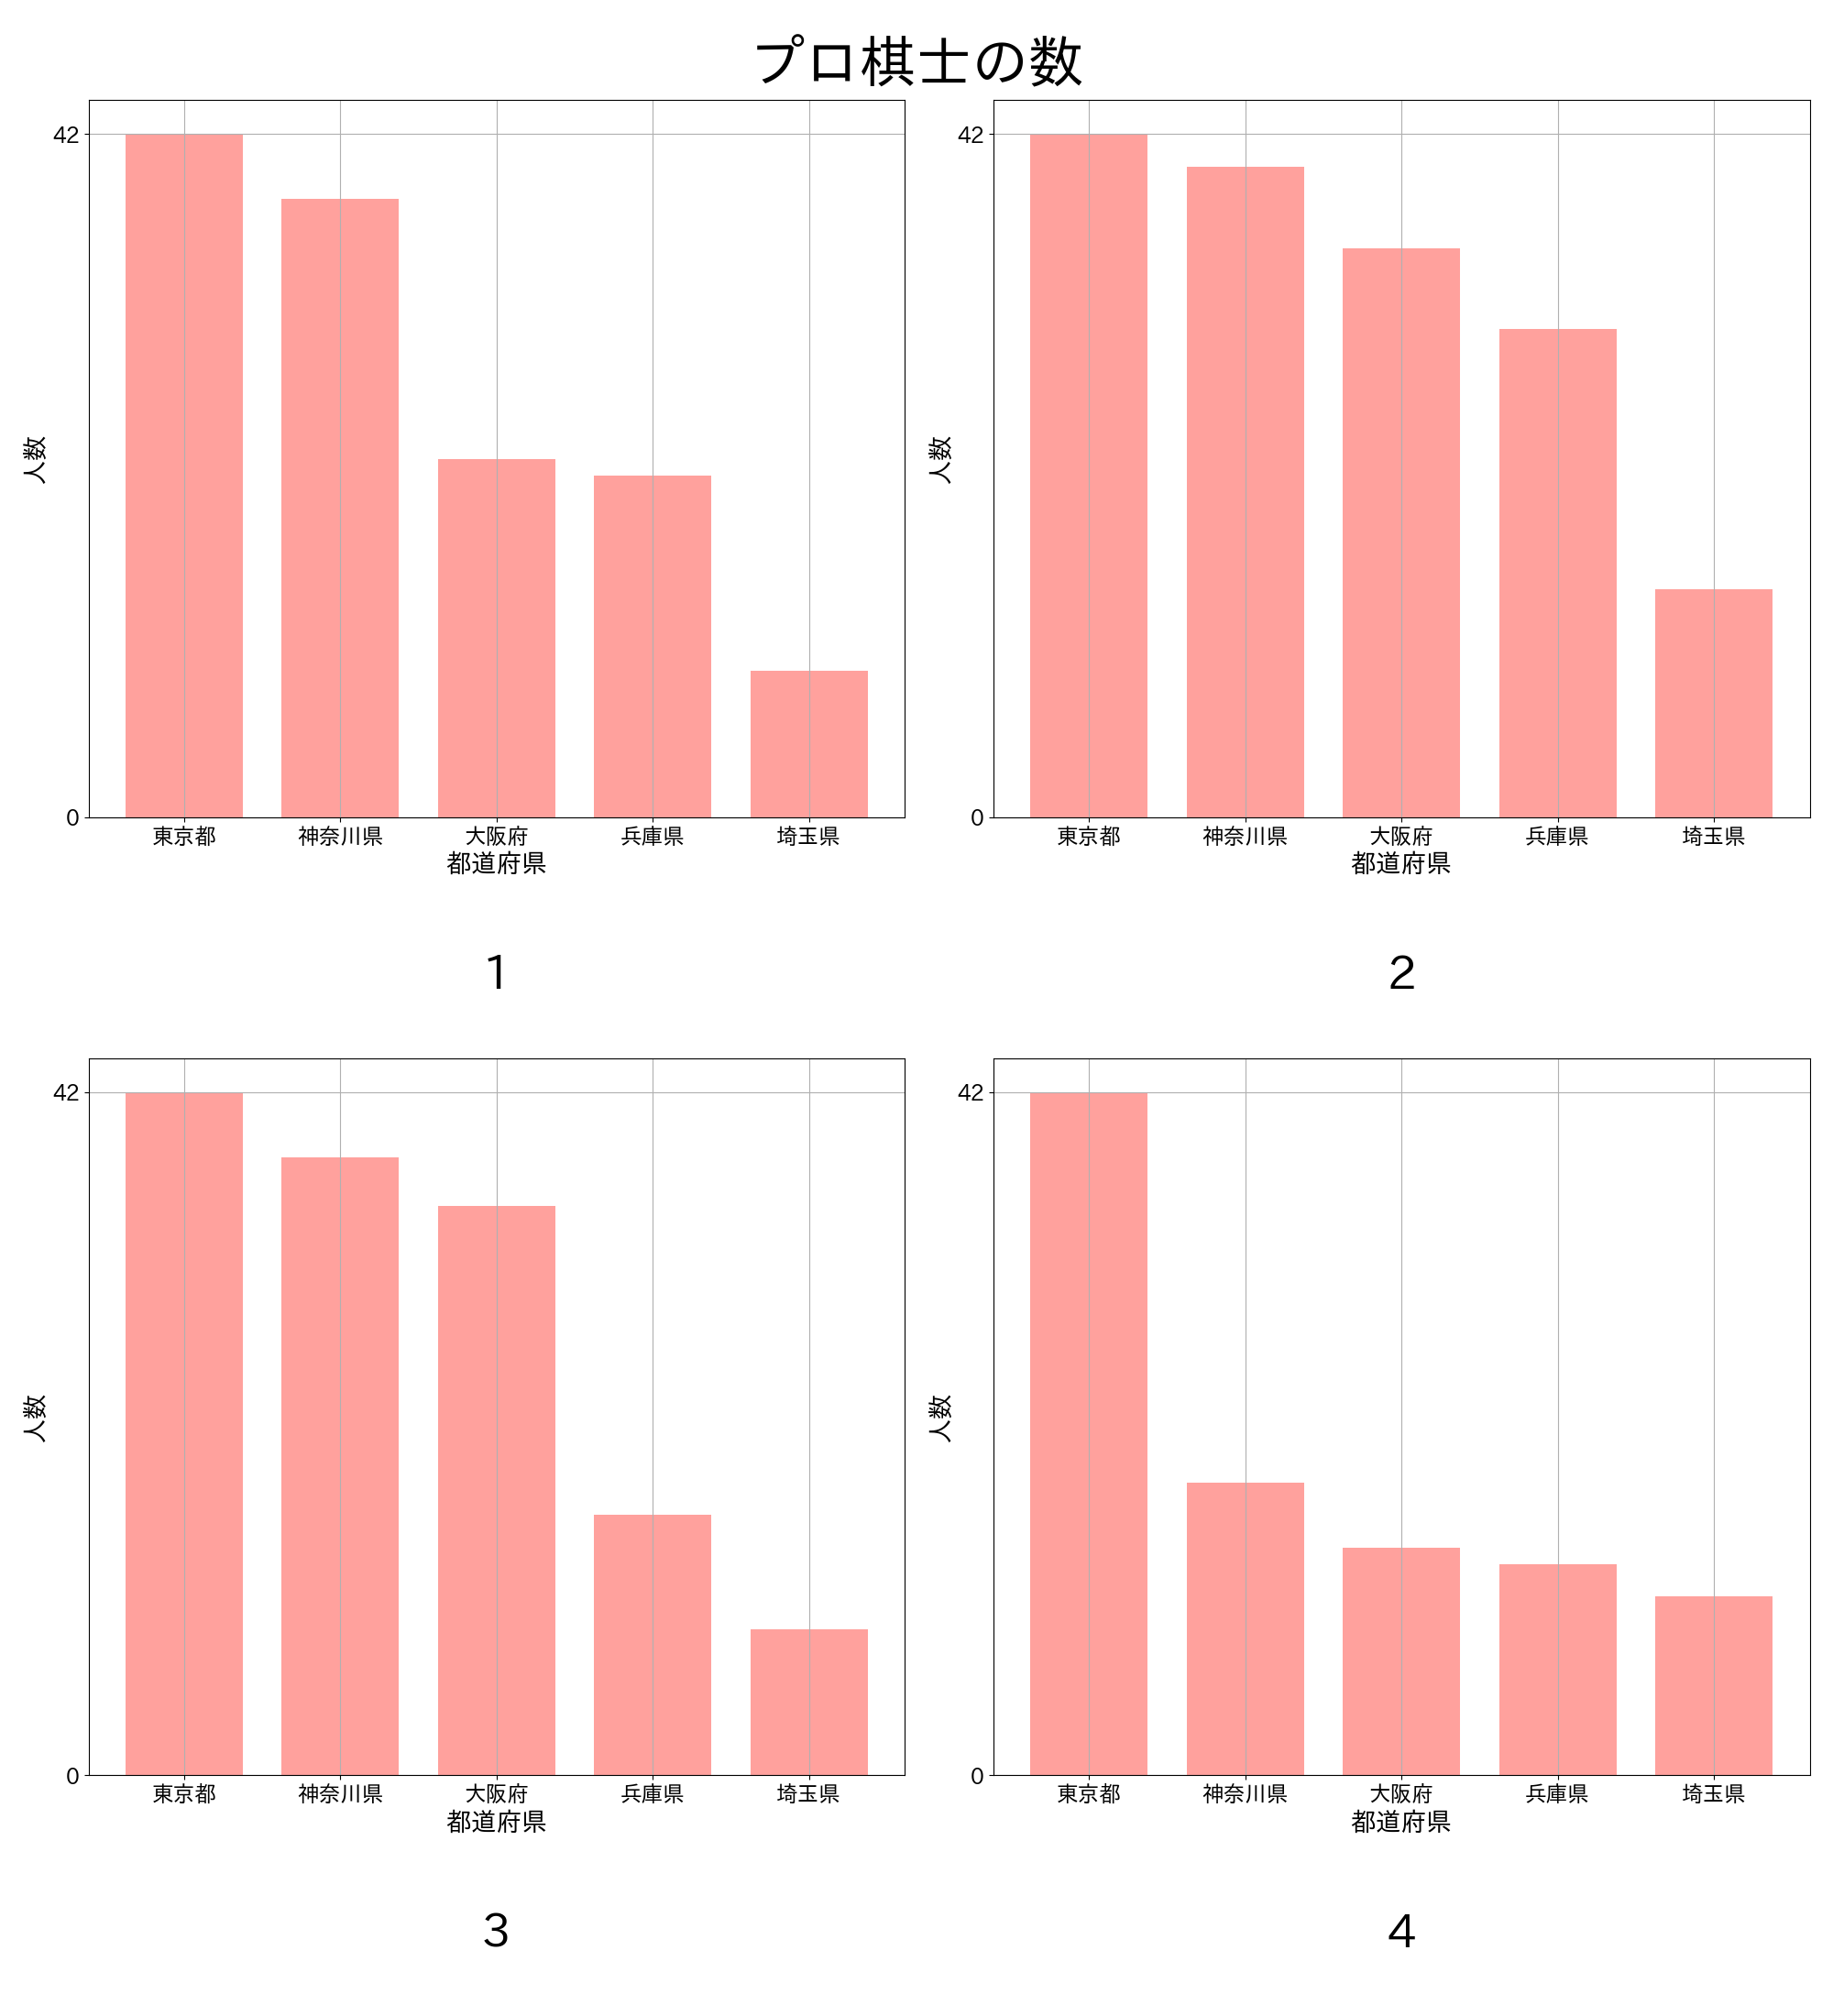 プロ棋士の数
42
人数
0
東京都 神奈川県 大阪府 兵庫県 埼玉県
都道府県
1
42
人数
0
東京都 神奈川県 大阪府 兵庫県 埼玉県
都道府県
2
42
人数
0
東京都 神奈川県 大阪府 兵庫県 埼玉県
都道府県
3
42
人数
0
東京都 神奈川県 大阪府 兵庫県 埼玉県
都道府県
4